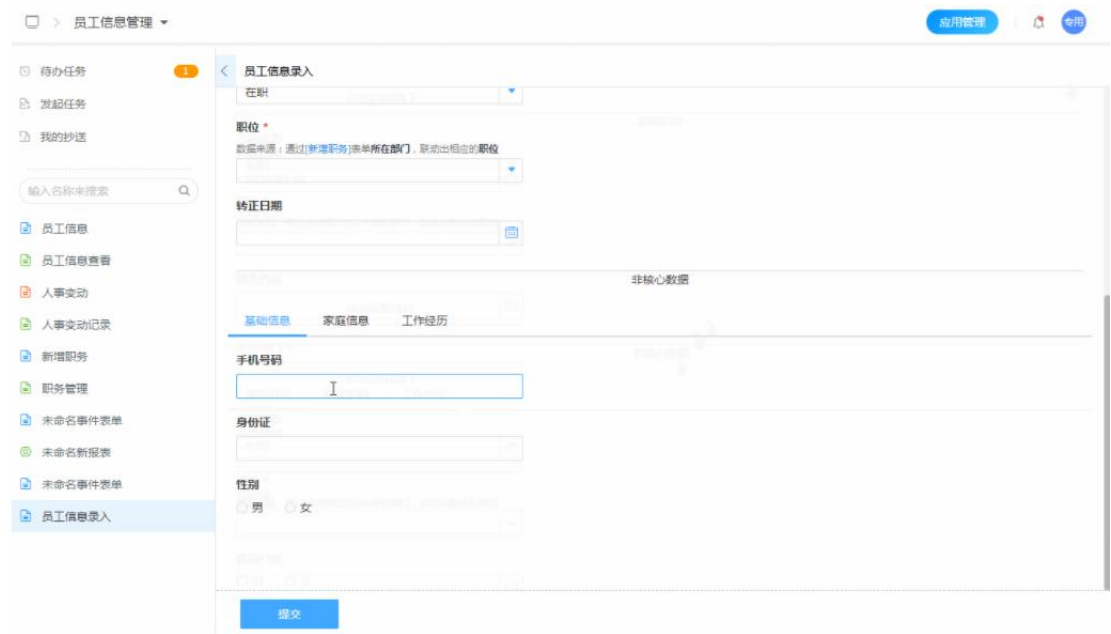 员工信息管理
应用管理
专用
待办任务 1
发起任务
我的抄送
输入名称来搜索
员工信息
员工信息查看
人事变动
人事变动记录
新增职务
职务管理
未命名事件表单
未命名新报表
未命名事件表单
员工信息录入
员工信息录入
在职
职位 *
数据来源：通过[新增职务]表单所在部门，联动出相应的职位
转正日期
非核心数据
基础信息 家庭信息 工作经历
手机号码
身份证
性别
男 女
提交